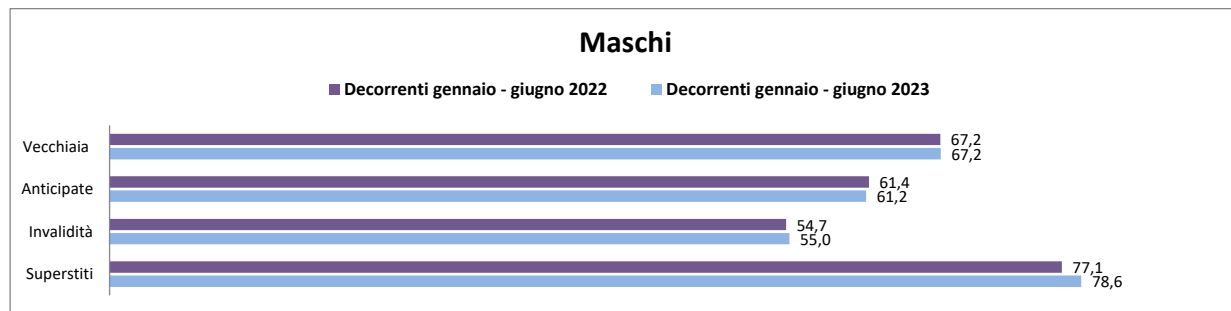 Maschi
Decorrenti gennaio - giugno 2022 Decorrenti gennaio - giugno 2023
Vecchiaia 67,2
67,2
Anticipate 61,4
61,2
Invalidità 54,7
55,0
Superstiti 77,1
78,6